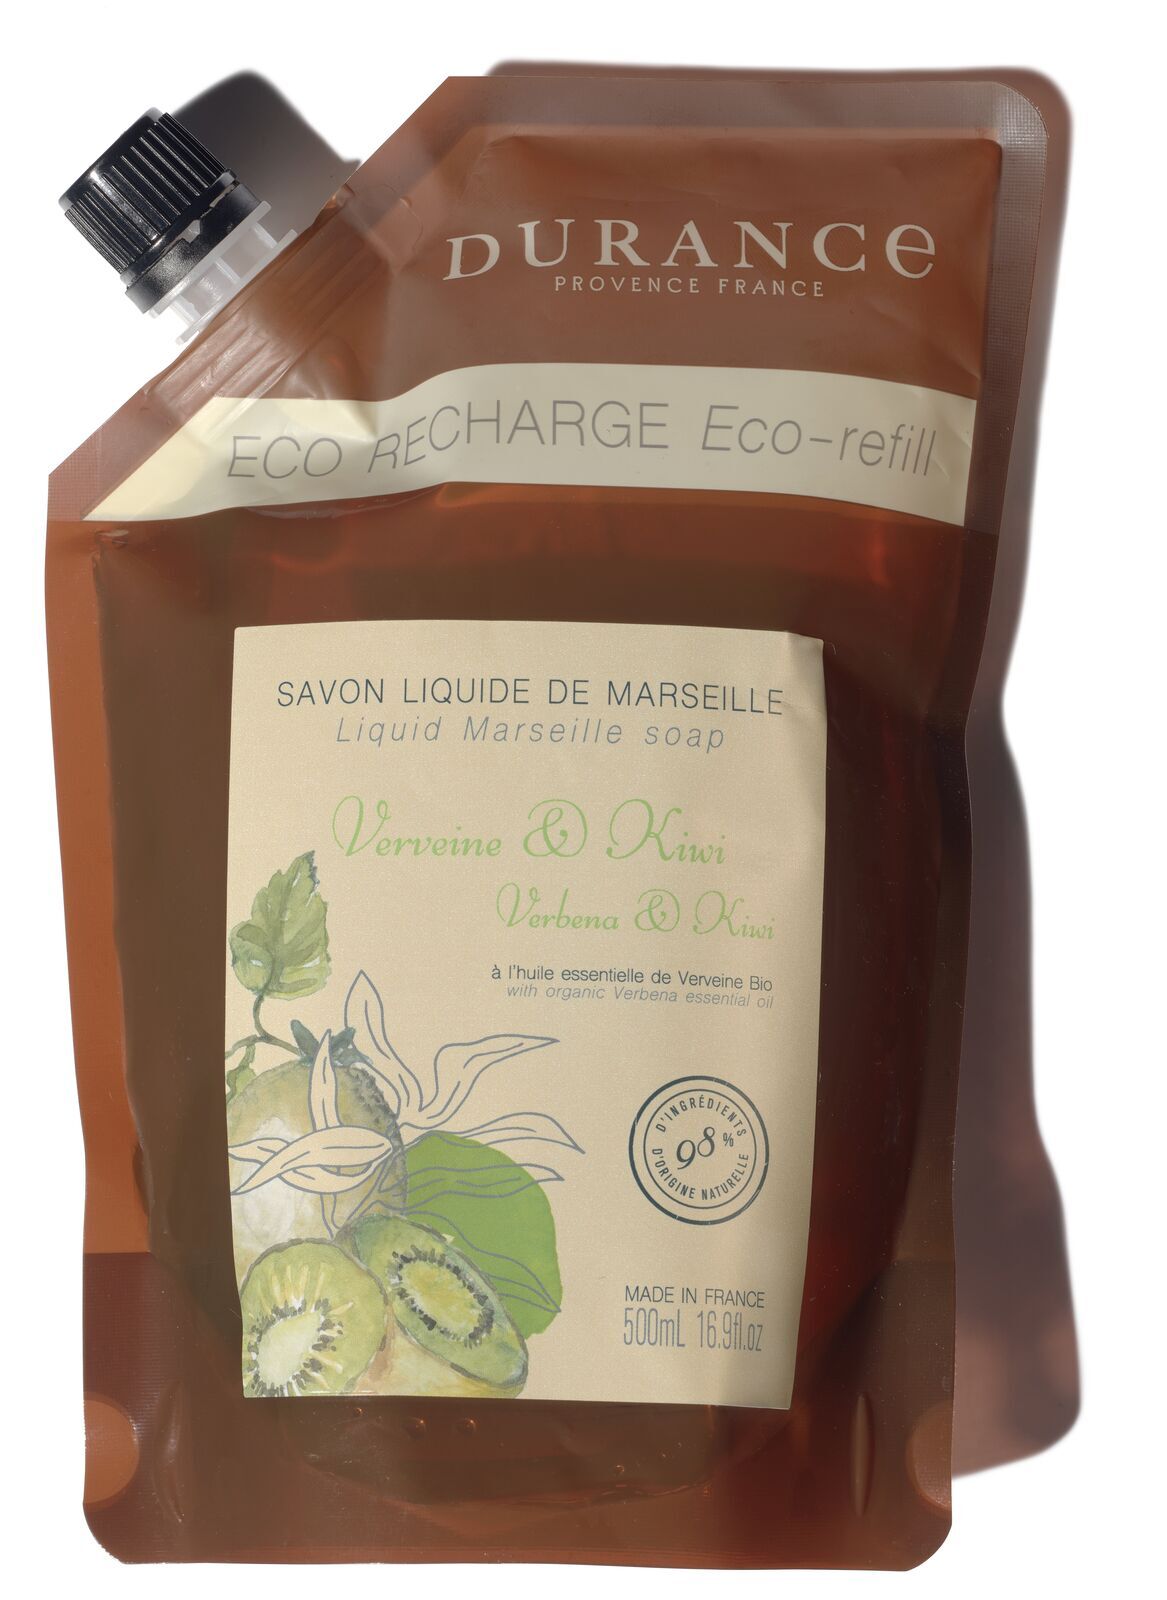 DURANCe
PROVENCE FRANCE
ECO RECHARGE Eco-refill
SAVON LIQUIDE DE MARSEILLE
Liquid Marseille soap
Verveine & Kiwi
Verbena & Kiwi
à l'huile essentielle de Verveine Bio
with organic Verbena essential oil
D'INGRÉDIENTS
98%
D'ORIGINE NATURELLE
MADE IN FRANCE
500mL 16.9fl.oz